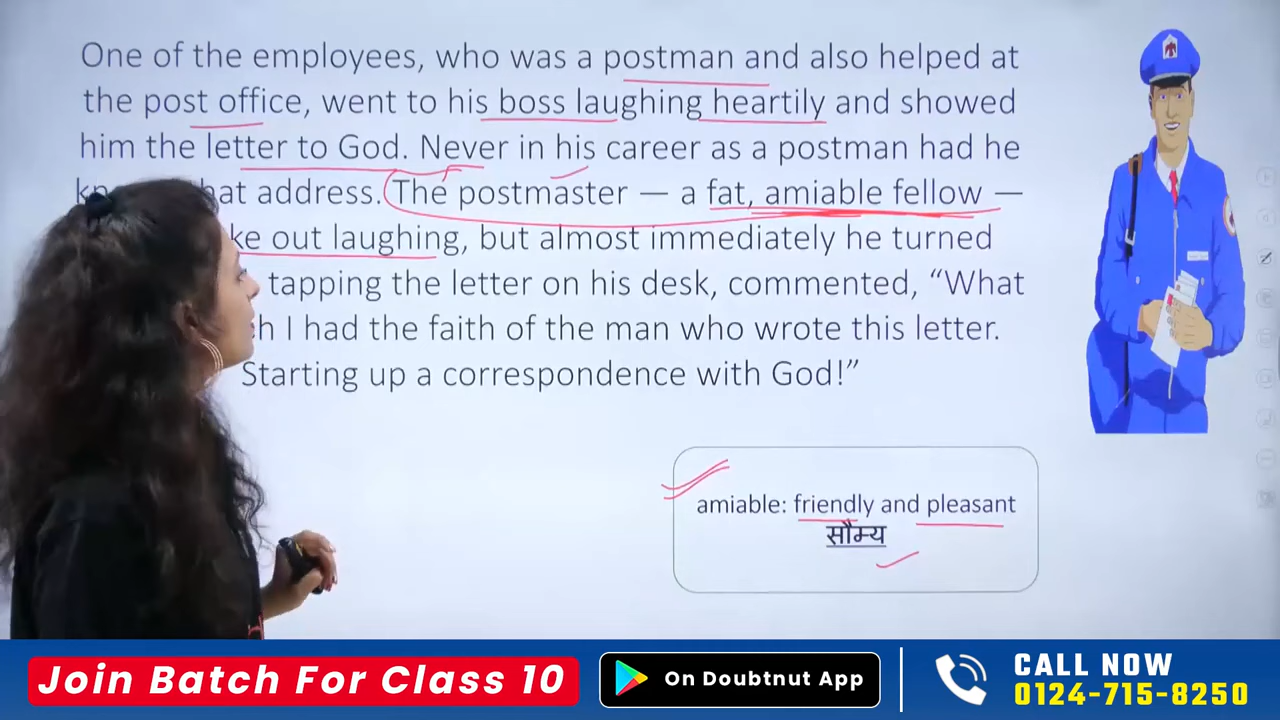 One of the employees, who was a postman and also helped at
the post office, went to his boss laughing heartily and showed
him the letter to God. Never in his career as a postman had he
address. The postmaster — a fat, amiable fellow —
out laughing, but almost immediately he turned
tapping the letter on his desk, commented, “What
I had the faith of the man who wrote this letter.
Starting up a correspondence with God!”
amiable: friendly and pleasant
सौम्य
Join Batch For Class 10
On Doubtnut App
CALL NOW
0124-715-8250